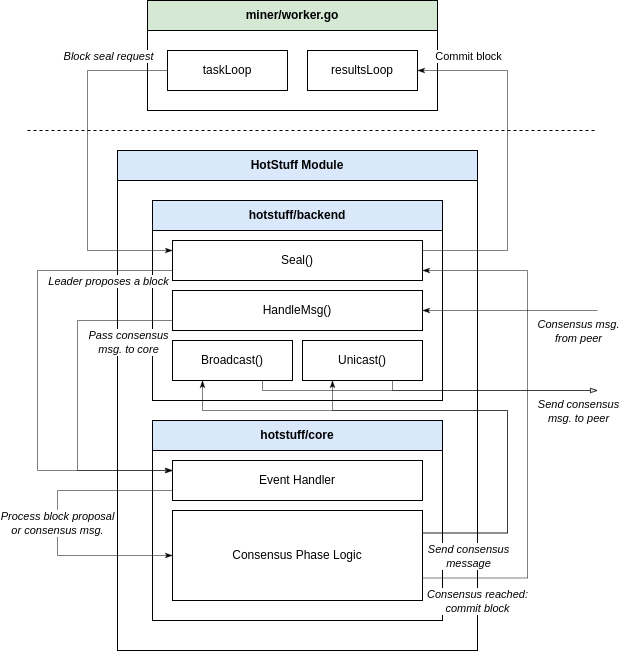 miner/worker.go
Block seal request
Commit block
taskLoop
resultsLoop
HotStuff Module
hotstuff/backend
Seal()
Leader proposes a block
HandleMsg()
Consensus msg.
from peer
Pass consensus
msg. to core
Broadcast()
Unicast()
Send consensus
msg. to peer
hotstuff/core
Event Handler
Process block proposal
or consensus msg.
Consensus Phase Logic
Send consensus
message
Consensus reached:
commit block